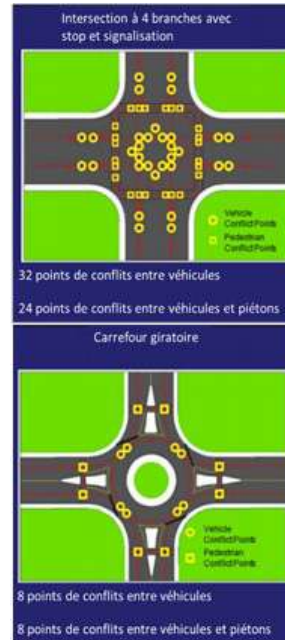 Intersection à 4 branches avec
stop et signalisation
Vehicle
Conflict Points
Pedestrian
Conflict Points
32 points de conflits entre véhicules
24 points de conflits entre véhicules et piétons
Carrefour giratoire
Vehicle
Conflict Points
Pedestrian
Conflict Points
8 points de conflits entre véhicules
8 points de conflits entre véhicules et piétons